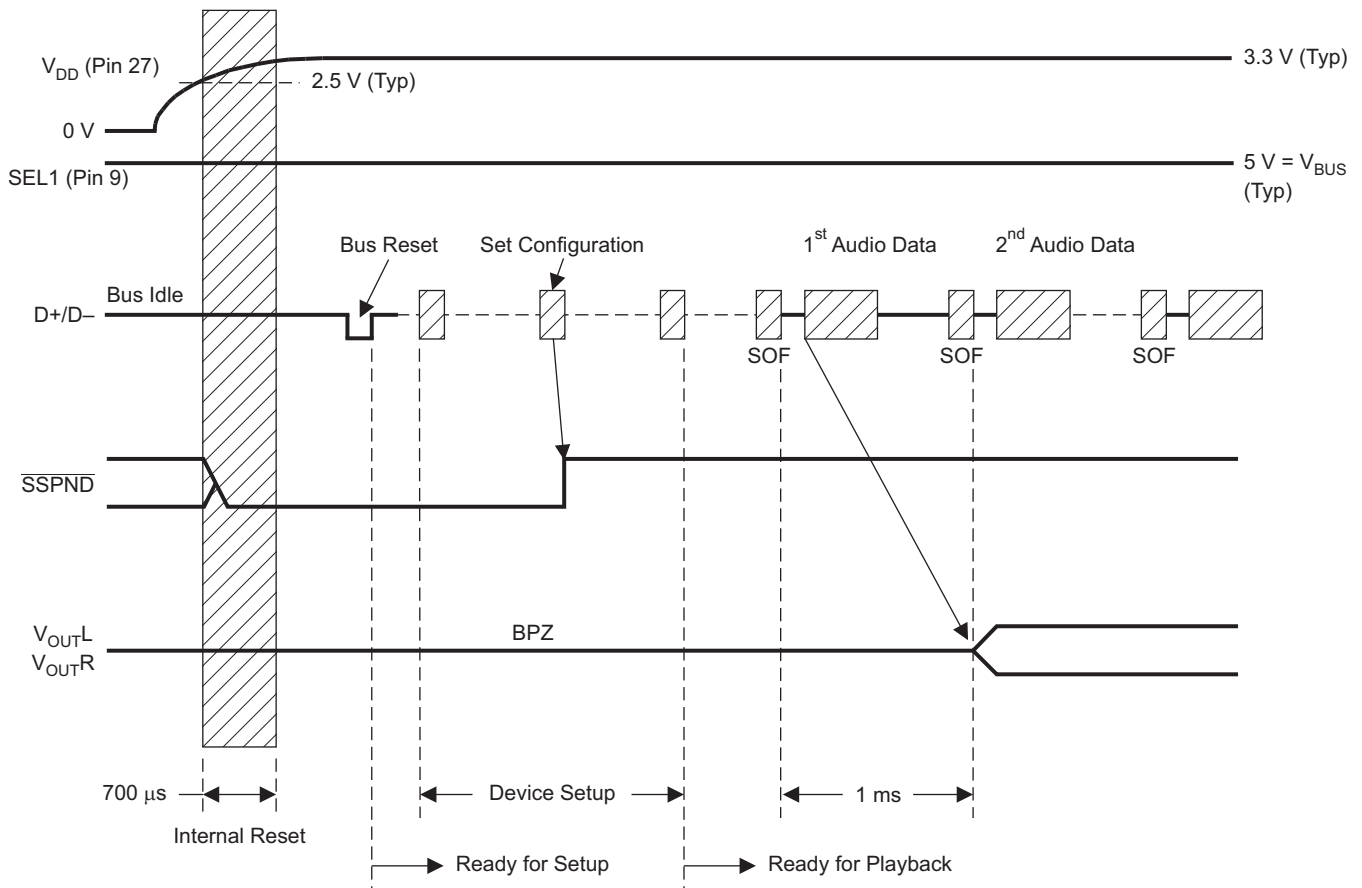 V_DD (Pin 27)
2.5 V (Typ)
3.3 V (Typ)
0 V
SEL1 (Pin 9)
5 V = V_BUS
(Typ)
Bus Reset
Set Configuration
1st Audio Data
2nd Audio Data
Bus Idle
D+/D–
SOF
SOF
SOF
SSPND
BPZ
V_OUTL
V_OUTR
700 μs
Device Setup
1 ms
Internal Reset
Ready for Setup
Ready for Playback